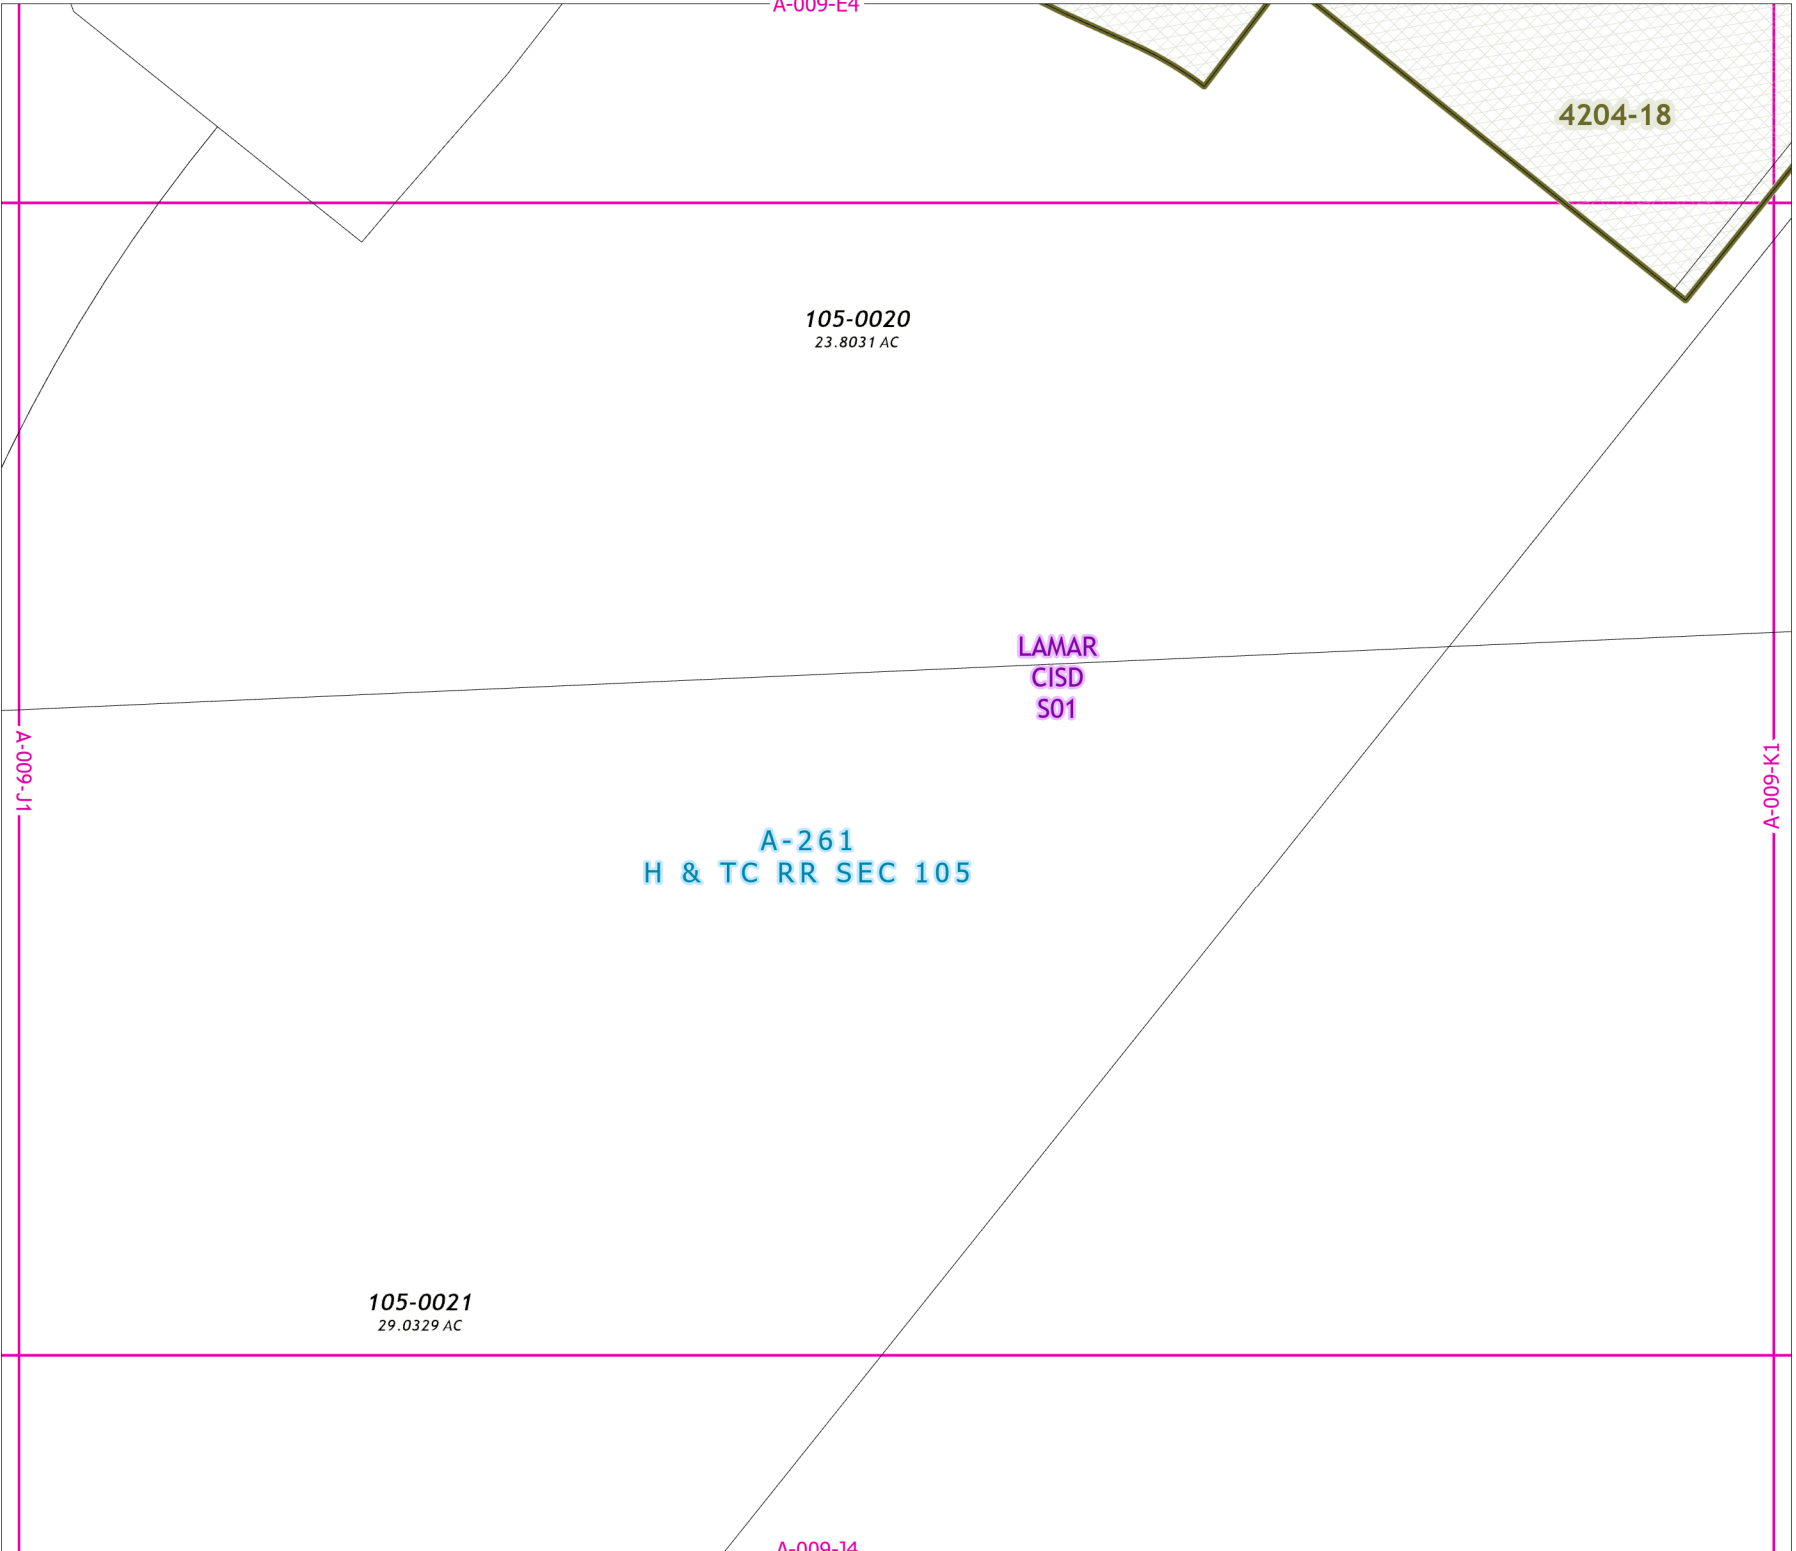 A-009-E4
4204-18
105-0020
23.8031 AC
LAMAR
CISD
S01
A-009-J1
A-009-K1
A-261
H & TC RR SEC 105
105-0021
29.0329 AC
A-009-J4